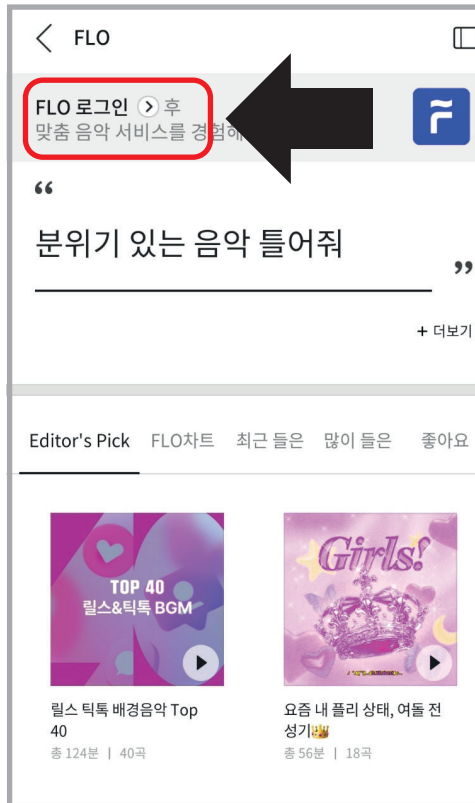 FLO
FLO 로그인 > 후
맞춤 음악 서비스를 경험해
“
분위기 있는 음악 틀어줘
”
+ 더보기
Editor's Pick FLO차트 최근 들은 많이 들은 좋아요
TOP 40
릴스&틱톡 BGM
Girls!
릴스 틱톡 배경음악 Top
40
총 124분 | 40곡
요즘 내 플리 상태, 여돌 전
성기👑
총 56분 | 18곡